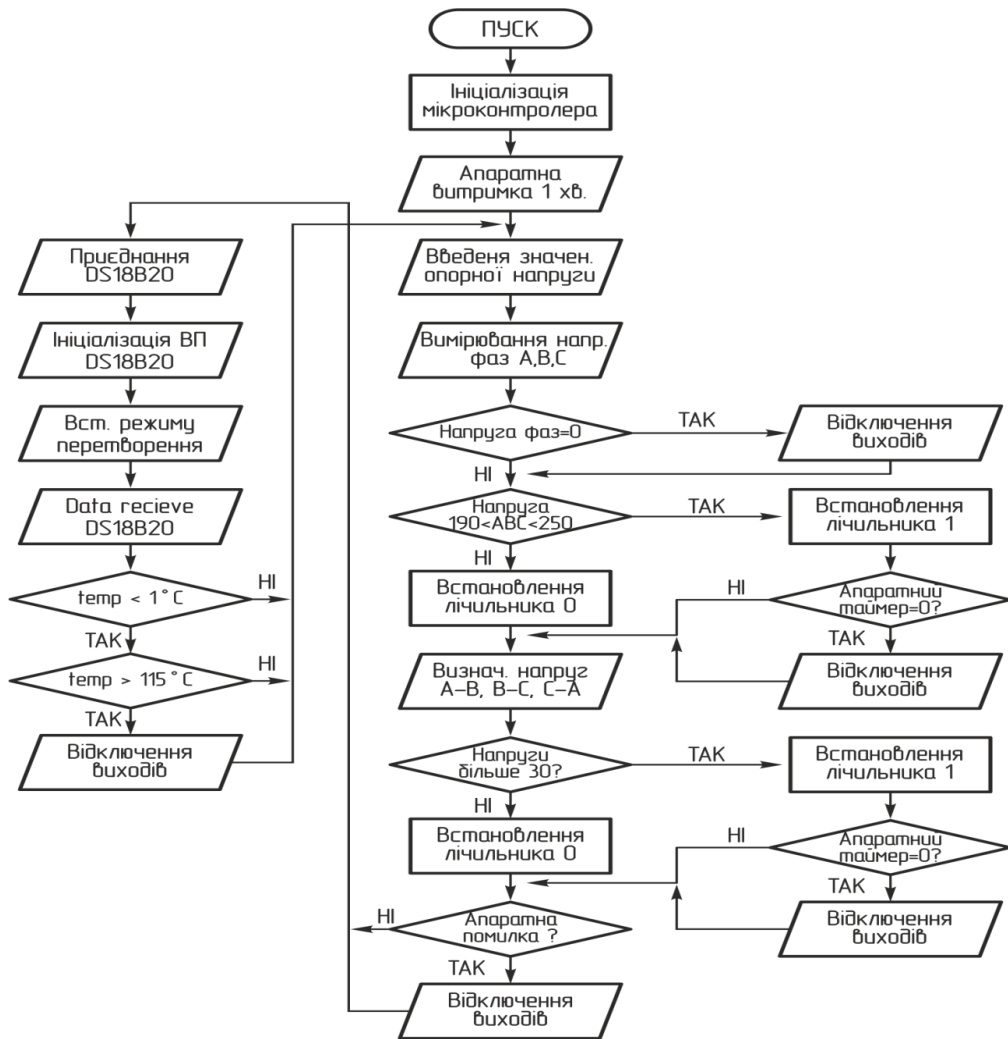 ПУСК
Ініціалізація
мікроконтролера
Апаратна
витримка 1 хв.
Введеня значен.
опорної напруги
Вимірювання напр.
фаз А,В,С
Напруга фаз=0
ТАК
Відключення
виходів
НІ
Напруга
190<АВС<250
ТАК
Встановлення
лічильника 1
НІ
Встановлення
лічильника 0
Апаратний
таймер=0?
НІ
ТАК
Відключення
виходів
Визнач. напруг
А–В, В–С, С–А
Напруги
більше 30?
ТАК
Встановлення
лічильника 1
НІ
Встановлення
лічильника 0
Апаратний
таймер=0?
НІ
ТАК
Відключення
виходів
Апаратна
помилка ?
НІ
ТАК
Відключення
виходів
Приєднання
DS18B20
Ініціалізація ВП
DS18B20
Вст. режиму
перетворення
Data recieve
DS18B20
temp < 1°C
НІ
ТАК
temp > 115°C
НІ
ТАК
Відключення
виходів